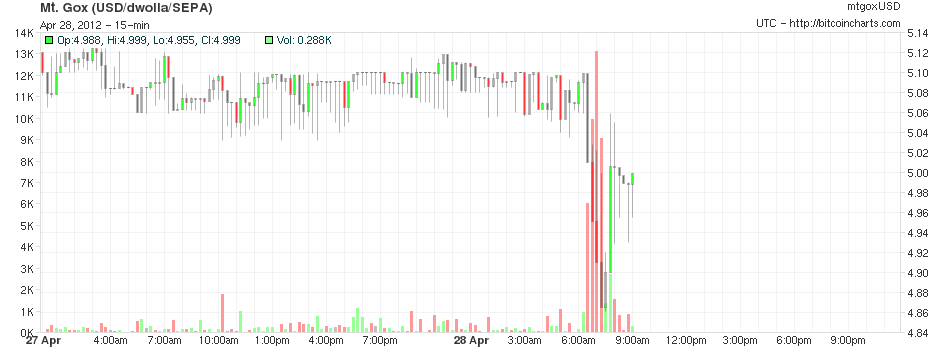 Mt. Gox (USD/dwolla/SEPA)
mtgoxUSD
Apr 28, 2012 - 15-min
UTC - http://bitcoincharts.com
Op:4.988, Hi:4.999, Lo:4.955, Cl:4.999 Vol: 0.288K
14K 5.14
13K 5.12
12K 5.10
11K 5.08
10K 5.06
9K 5.04
8K 5.02
7K 5.00
6K 4.98
5K 4.96
4K 4.94
3K 4.92
2K 4.90
1K 4.88
0K 4.86
4.84
27 Apr 4:00am 7:00am 10:00am 1:00pm 4:00pm 7:00pm 28 Apr 3:00am 6:00am 9:00am 12:00pm 3:00pm 6:00pm 9:00pm